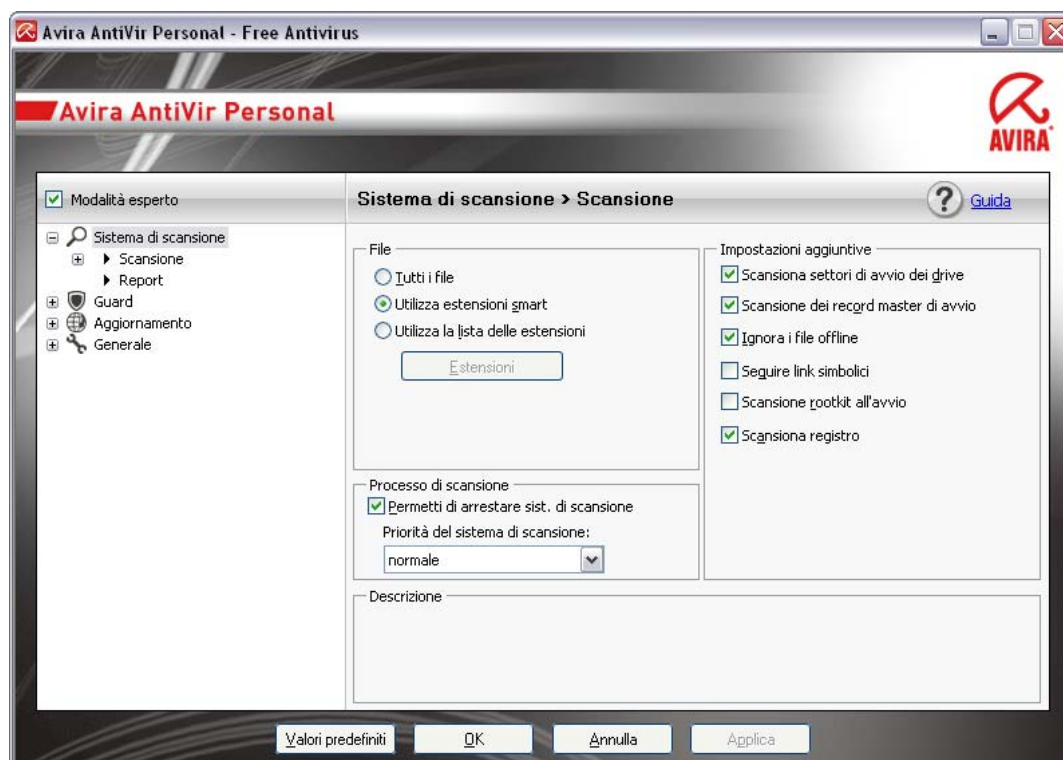 Avira AntiVir Personal - Free Antivirus
Avira AntiVir Personal
AVIRA
Modalità esperto
Sistema di scansione
Scansione
Report
Guard
Aggiornamento
Generale
Sistema di scansione > Scansione
? Guida
File
Tutti i file
Utilizza estensioni smart
Utilizza la lista delle estensioni
Estensioni
Processo di scansione
Permetti di arrestare sist. di scansione
Priorità del sistema di scansione:
normale
Impostazioni aggiuntive
Scansiona settori di avvio dei drive
Scansione dei record master di avvio
Ignora i file offline
Seguire link simbolici
Scansione rootkit all'avvio
Scansiona registro
Descrizione
Valori predefiniti
OK
Annulla
Applica